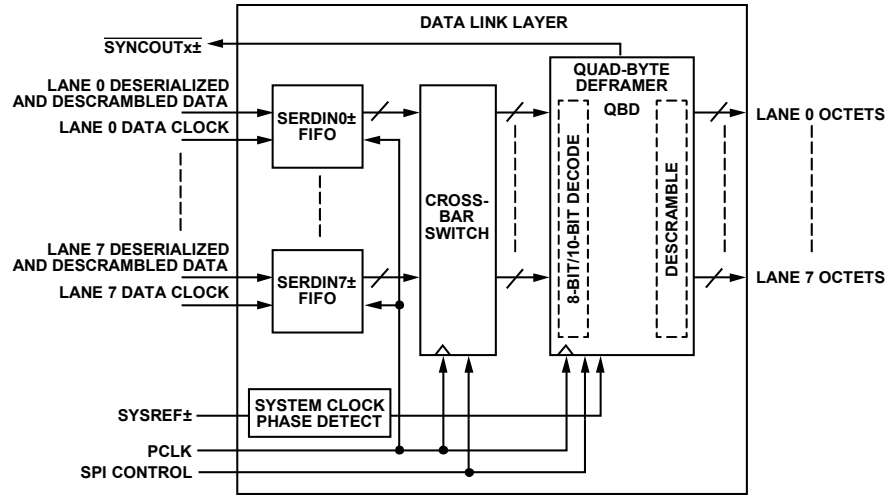 DATA LINK LAYER
SYNCOUTx±
LANE 0 DESERIALIZED
AND DESCRAMBLED DATA
LANE 0 DATA CLOCK
SERDIN0±
FIFO
LANE 7 DESERIALIZED
AND DESCRAMBLED DATA
LANE 7 DATA CLOCK
SERDIN7±
FIFO
CROSS-
BAR
SWITCH
QUAD-BYTE
DEFRAMER
QBD
8-BIT/10-BIT DECODE
DESCRAMBLE
LANE 0 OCTETS
LANE 7 OCTETS
SYSREF±
SYSTEM CLOCK
PHASE DETECT
PCLK
SPI CONTROL